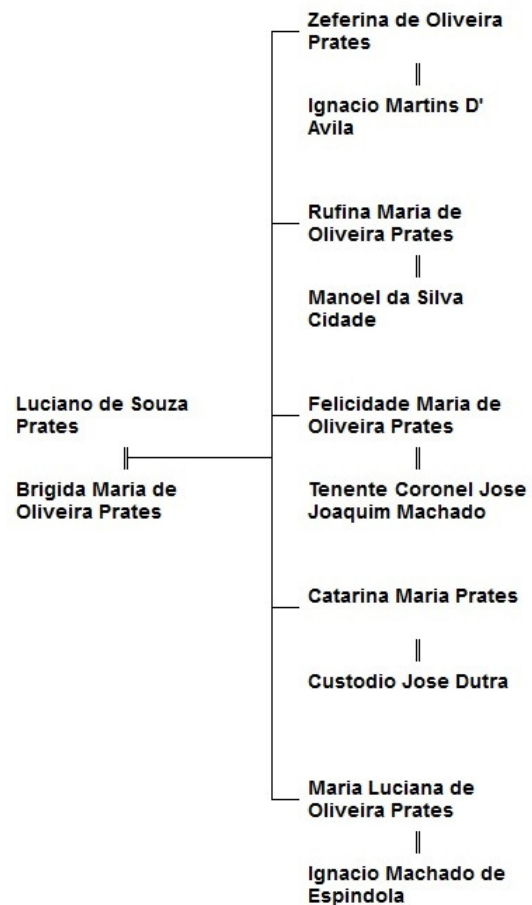 Luciano de Souza
Prates
Brigida Maria de
Oliveira Prates
Zeferina de Oliveira
Prates
Ignacio Martins D'
Avila
Rufina Maria de
Oliveira Prates
Manoel da Silva
Cidade
Felicidade Maria de
Oliveira Prates
Tenente Coronel Jose
Joaquim Machado
Catarina Maria Prates
Custodio Jose Dutra
Maria Luciana de
Oliveira Prates
Ignacio Machado de
Espindola